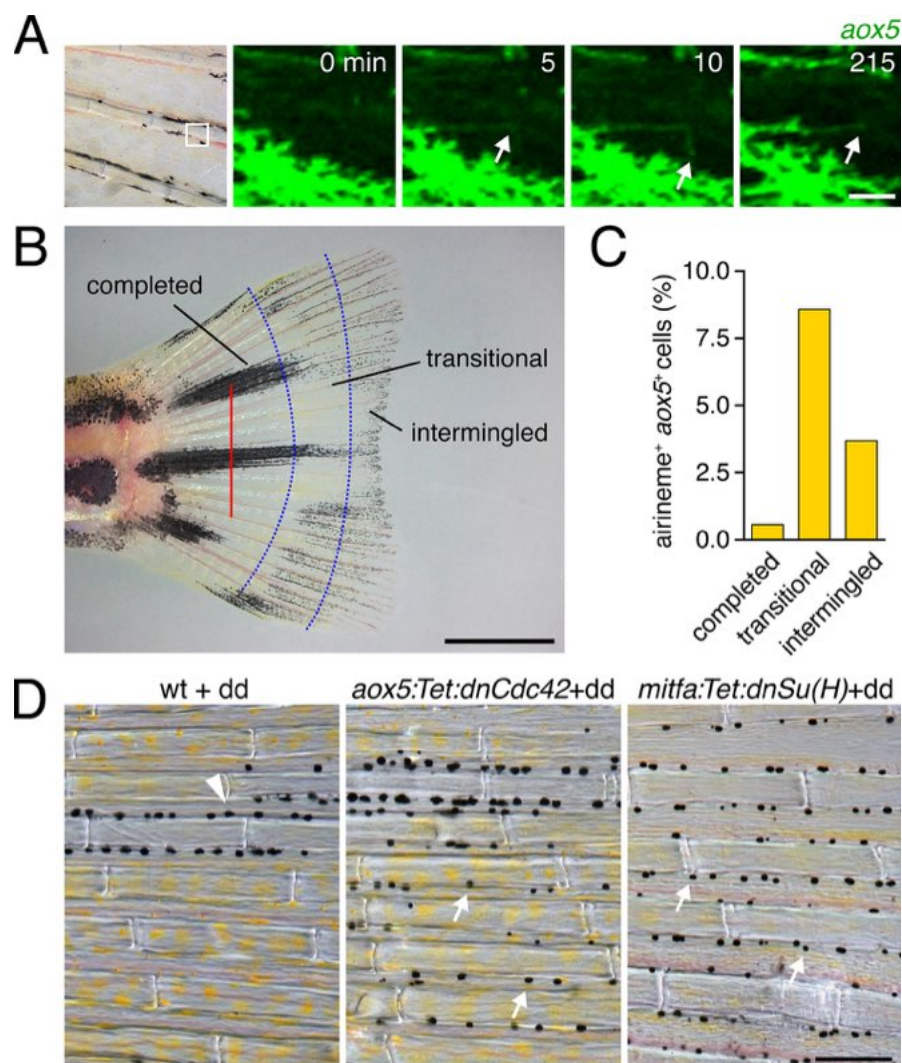 A
aox5
0 min
5
10
215
B
completed
transitional
intermingled
C
airineme⁺ aox5⁺ cells (%)
10.0
7.5
5.0
2.5
0.0
completed
transitional
intermingled
D
wt + dd
aox5:Tet:dnCdc42+dd
mitfa:Tet:dnSu(H)+dd